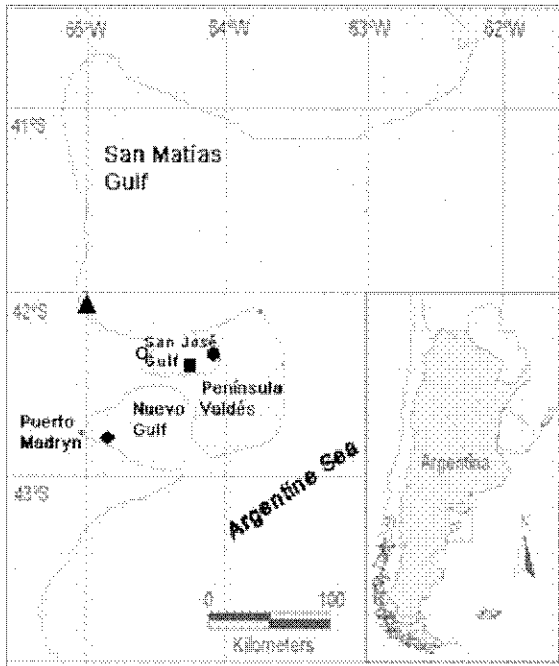 65°W 64°W 63°W 62°W
41°S
San Matías
Gulf
42°S
San José
Gulf
Península
Valdés
Nuevo
Gulf
Puerto
Madryn
43°S
Argentine Sea
Argentina
N
0 100
Kilometers